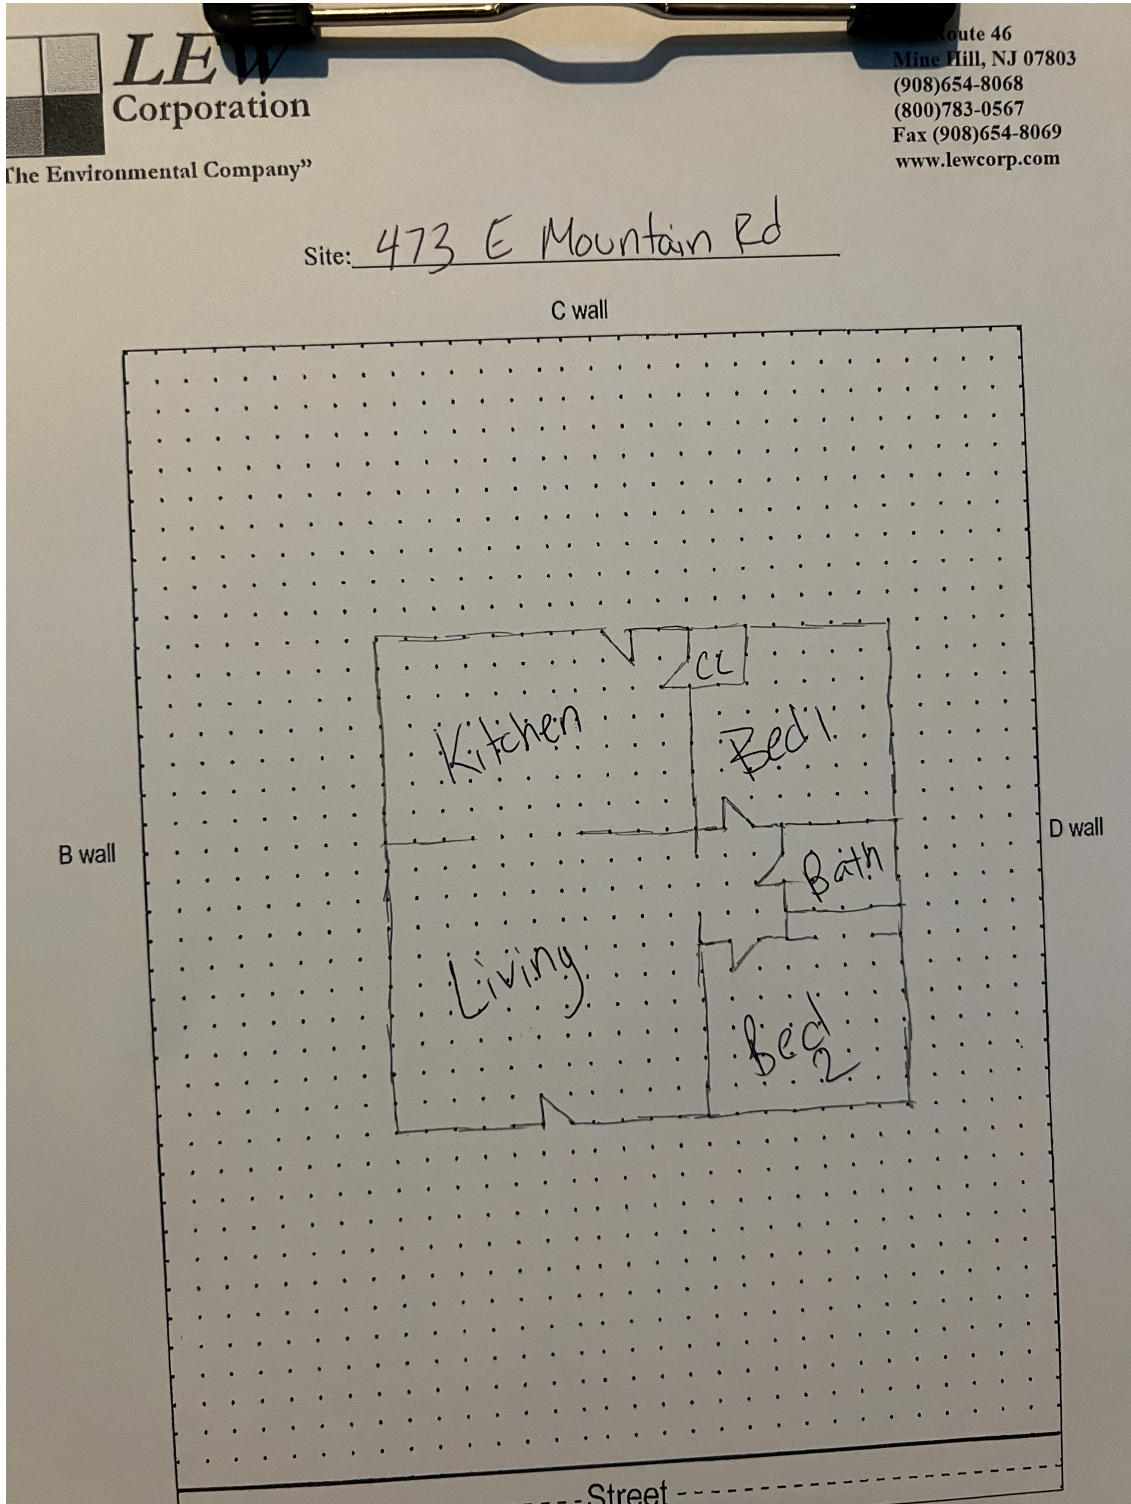 LEW
Corporation
The Environmental Company”
Route 46
Mine Hill, NJ 07803
(908)654-8068
(800)783-0567
Fax (908)654-8069
www.lewcorp.com
Site: 473 E Mountain Rd
C wall
CL
Kitchen
Bed 1
B wall
D wall
Bath
Living
Bed
2
Street